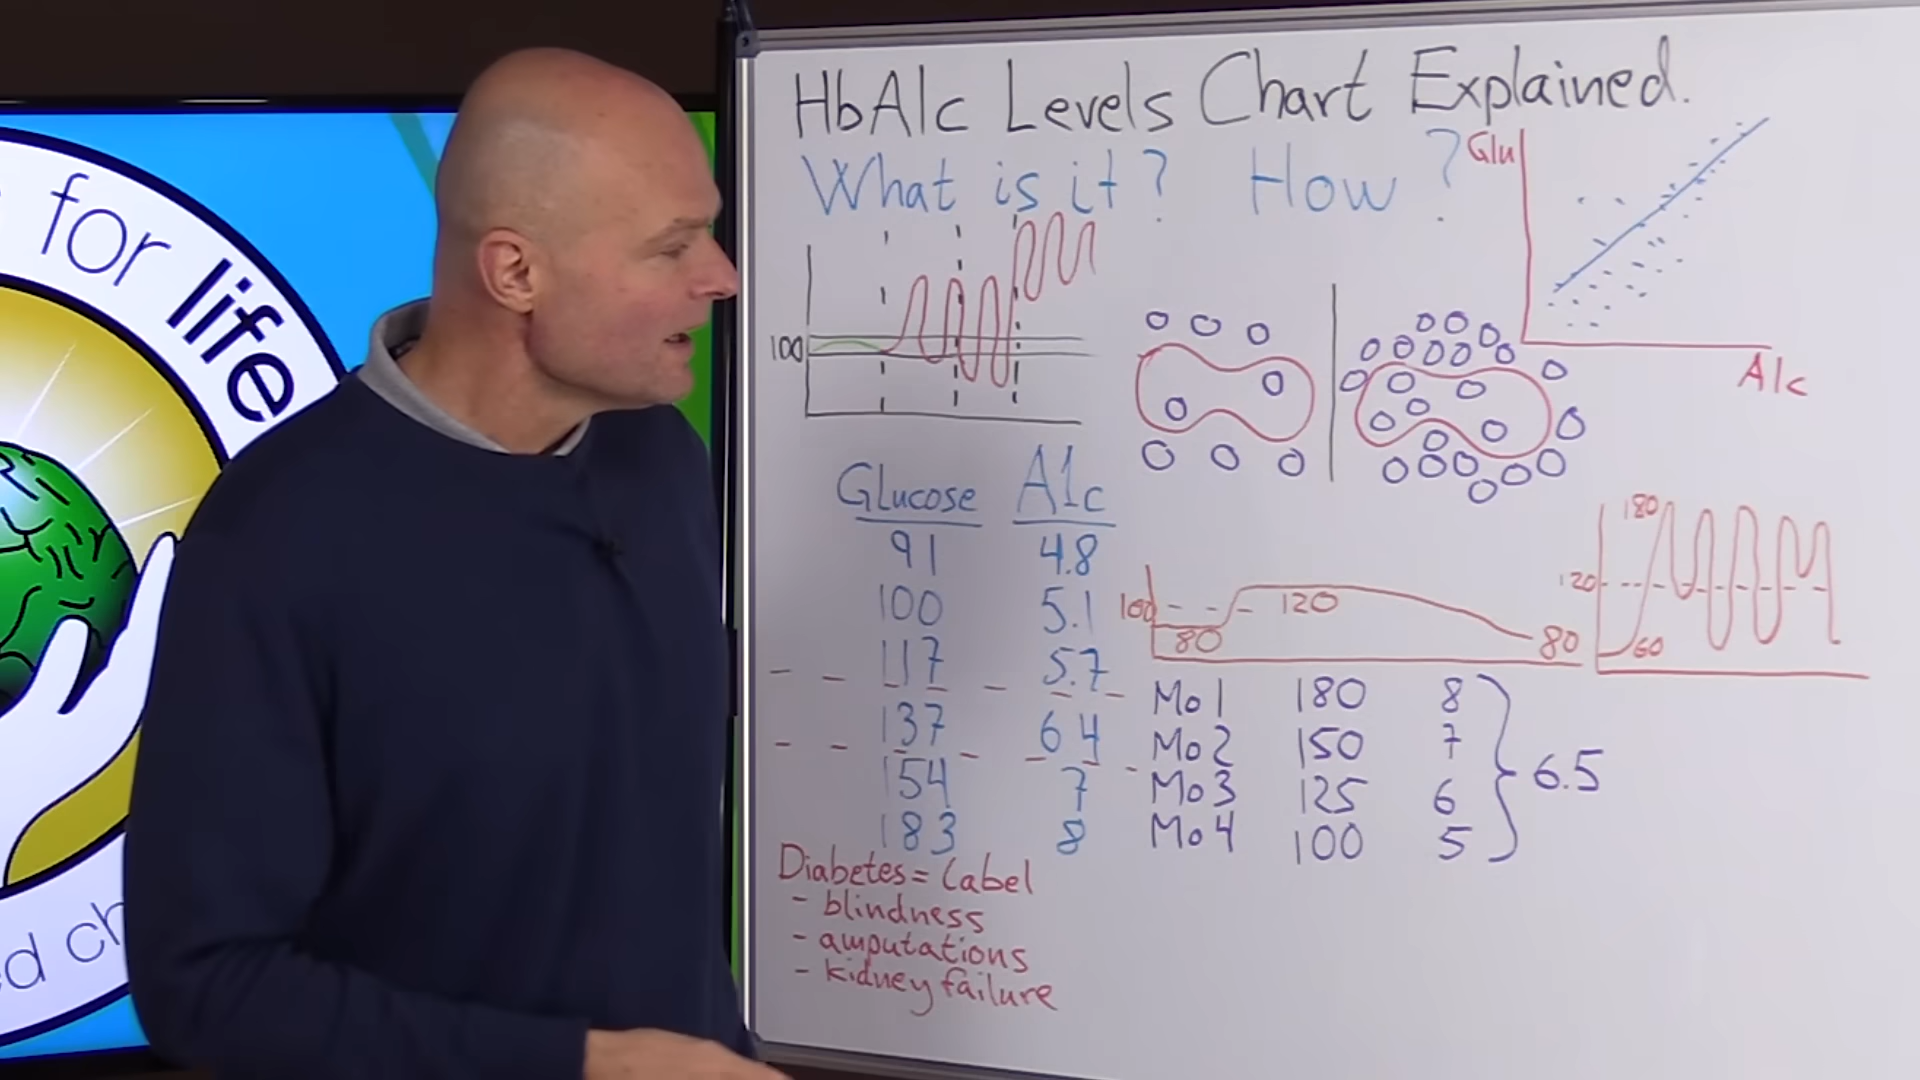 HbA1c Levels Chart Explained.
What is it? How?
Glu
A1c
100
Glucose A1c
91 4.8
100 5.1
117 5.7
137 6.4
154 7
183 8
100
80
120
80
180
120
60
Mo1 180 8
Mo2 150 7
Mo3 125 6
Mo4 100 5
6.5
Diabetes = Label
- blindness
- amputations
- kidney failure
for life